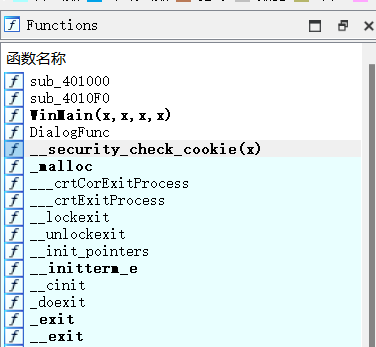 Functions
函数名称
sub_401000
sub_4010F0
WinMain(x,x,x,x)
DialogFunc
__security_check_cookie(x)
_malloc
___crtCorExitProcess
___crtExitProcess
__lockexit
__unlockexit
__init_pointers
__initterm_e
__cinit
_doexit
_exit
__exit